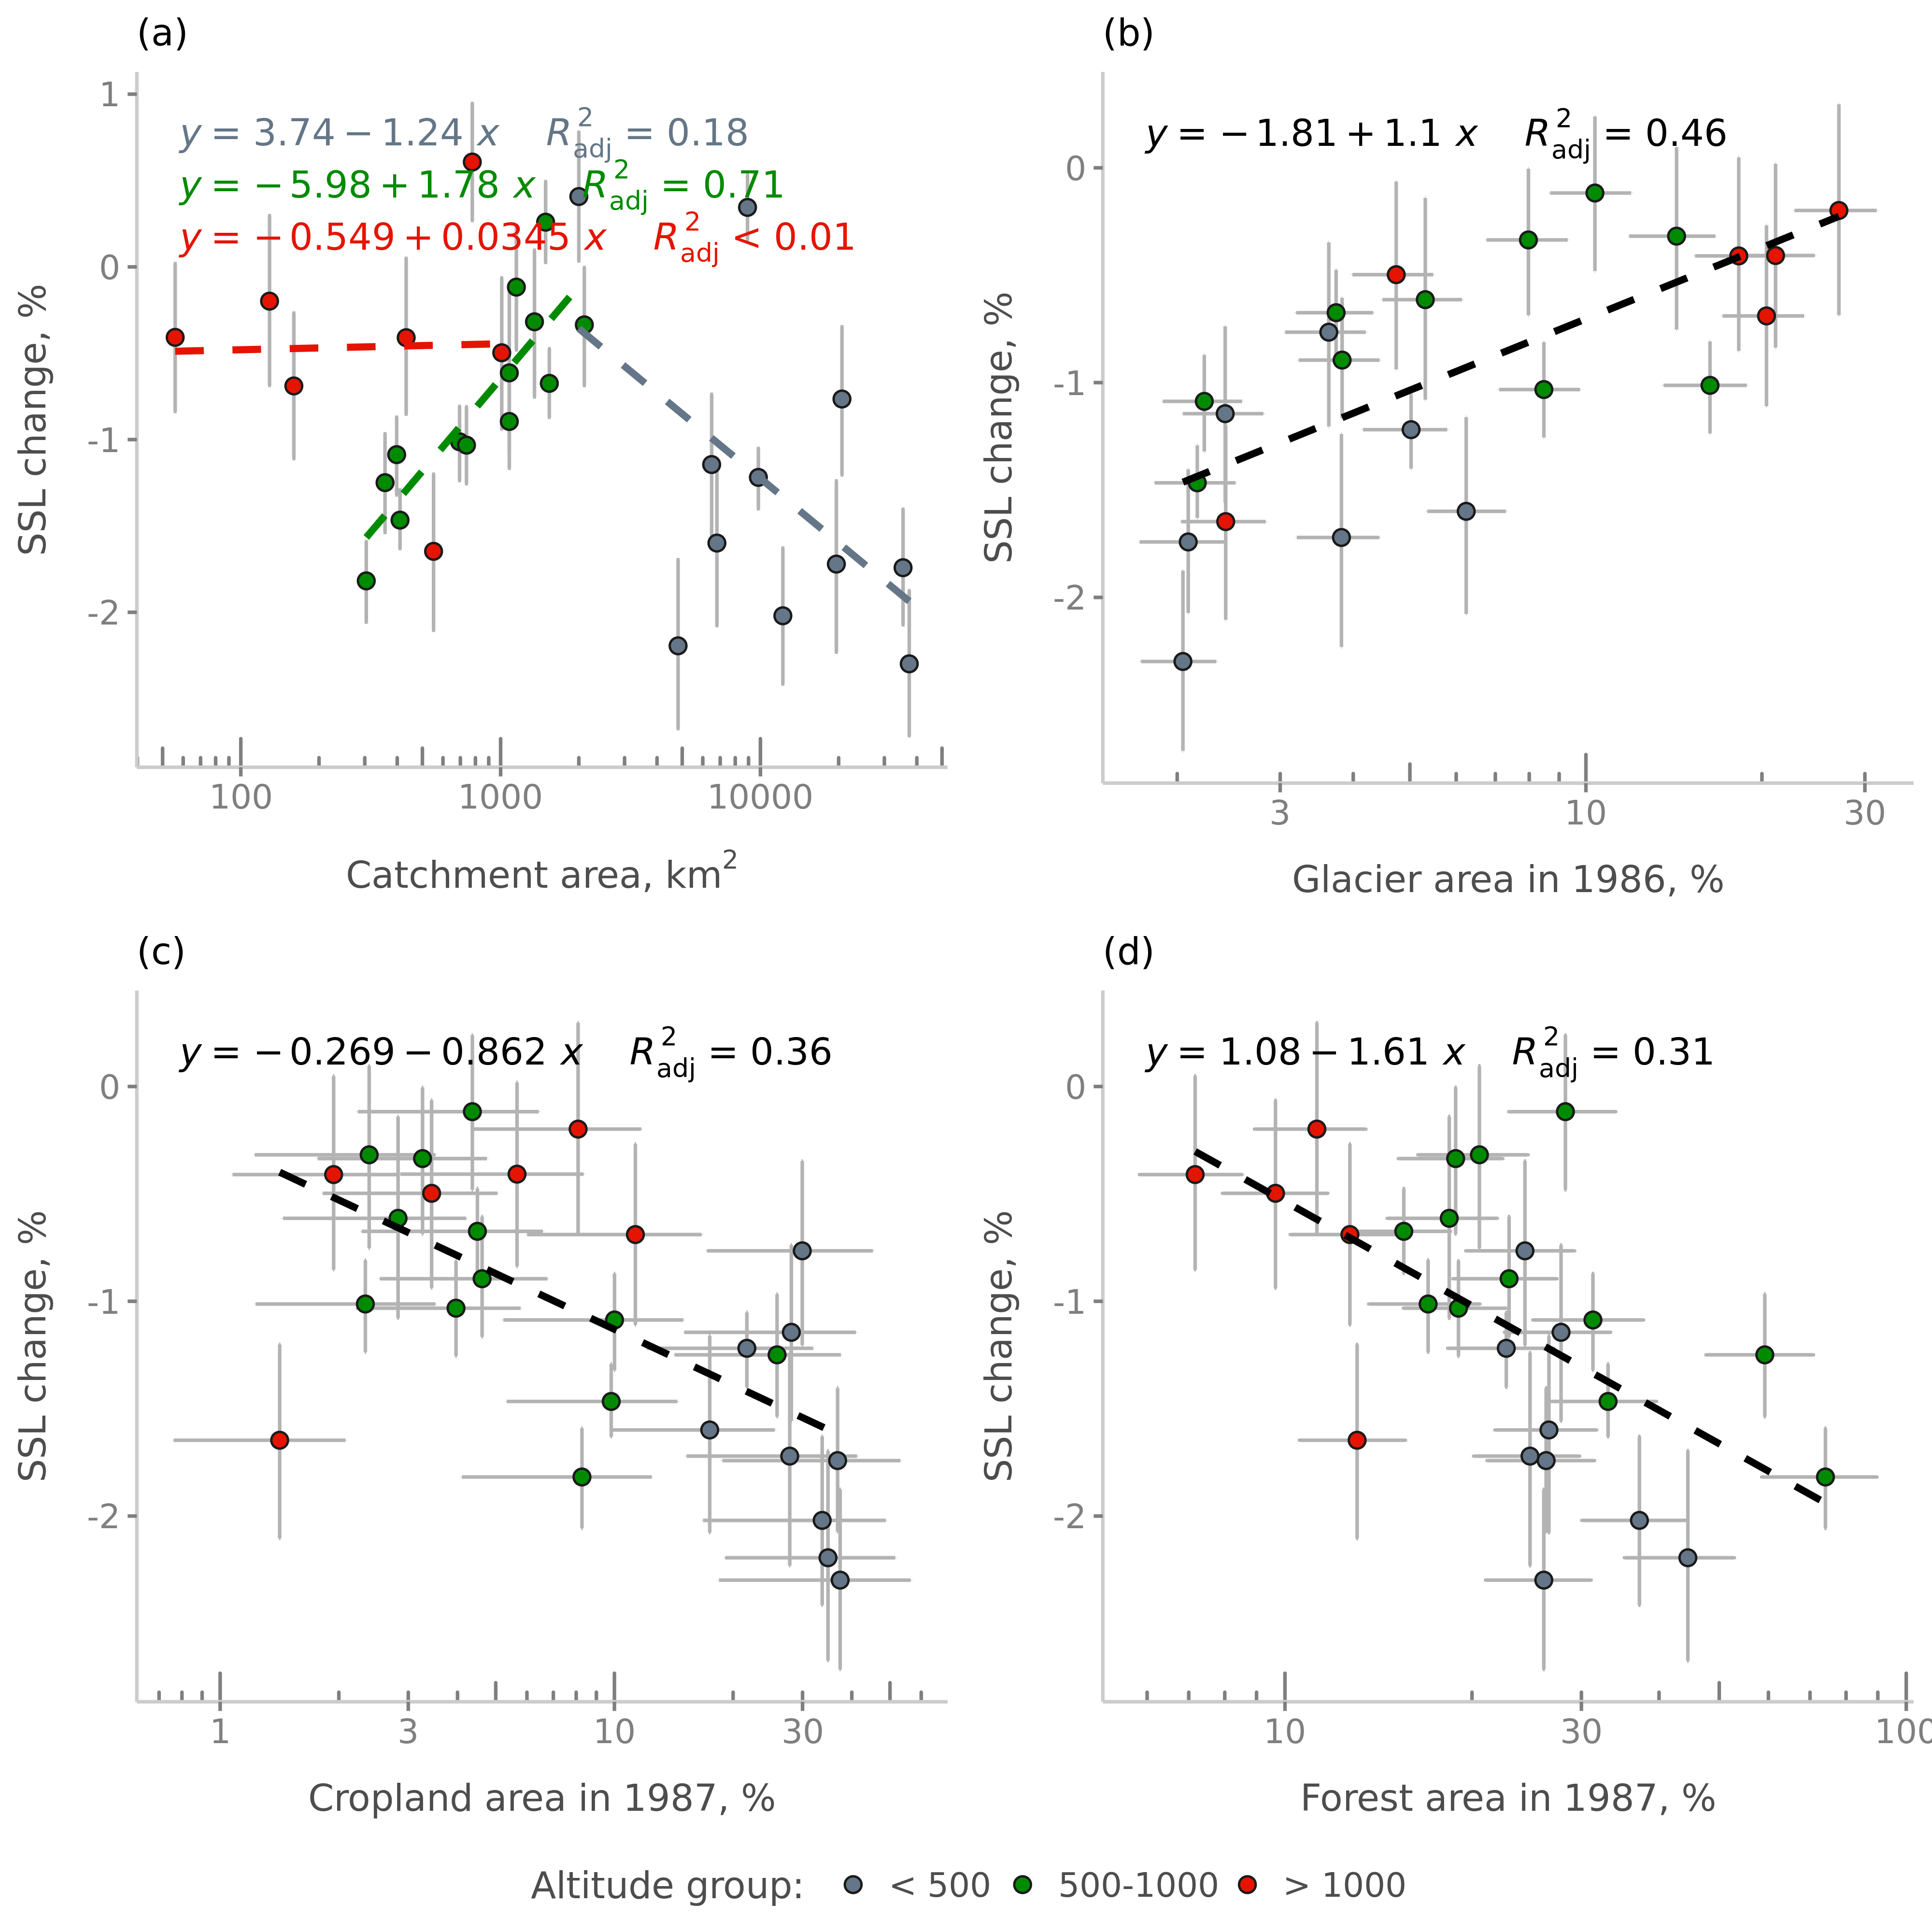 (a)
y = −5.98 + 1.78 x R²adj = 0.71
y = 3.74 − 1.24 x R²adj = 0.18
y = −0.549 + 0.0345 x R²adj < 0.01
1
0
-1
-2
SSL change, %
100 1000 10000
Catchment area, km²
(b)
y = −1.81 + 1.1 x R²adj = 0.46
0
-1
-2
SSL change, %
3 10 30
Glacier area in 1986, %
(c)
y = −0.269 − 0.862 x R²adj = 0.36
0
-1
-2
SSL change, %
1 3 10 30
Cropland area in 1987, %
(d)
y = 1.08 − 1.61 x R²adj = 0.31
0
-1
-2
SSL change, %
10 30 100
Forest area in 1987, %
Altitude group: < 500 500-1000 > 1000